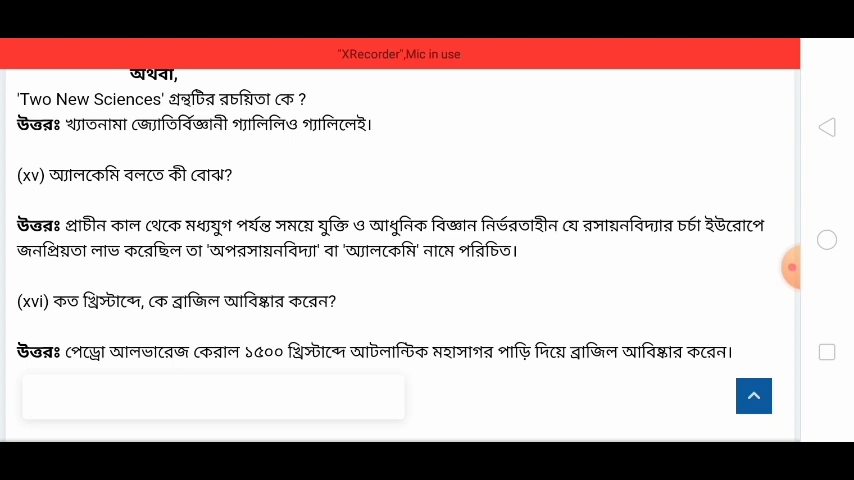 "XRecorder",Mic in use
অথবা,
'Two New Sciences' গ্রন্থটির রচয়িতা কে ?
উত্তরঃ খ্যাতনামা জ্যোতির্বিজ্ঞানী গ্যালিলিও গ্যালিলেই।
(xv) অ্যালকেমি বলতে কী বোঝ?
উত্তরঃ প্রাচীন কাল থেকে মধ্যযুগ পর্যন্ত সময়ে যুক্তি ও আধুনিক বিজ্ঞান নির্ভরতাহীন যে রসায়নবিদ্যার চর্চা ইউরোপে
জনপ্রিয়তা লাভ করেছিল তা 'অপরসায়নবিদ্যা' বা 'অ্যালকেমি' নামে পরিচিত।
(xvi) কত খ্রিস্টাব্দে, কে ব্রাজিল আবিষ্কার করেন?
উত্তরঃ পেড্রো আলভারেজ কেরাল ১৫০০ খ্রিস্টাব্দে আটলান্টিক মহাসাগর পাড়ি দিয়ে ব্রাজিল আবিষ্কার করেন।